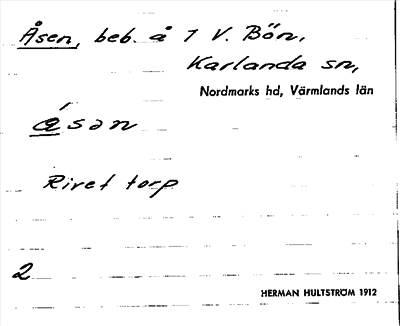 Åsen, beb. å 7 V. Bön,
Karlanda sn,
Nordmarks hd, Värmlands län
åsən
Rivet torp
2
HERMAN HULTSTRÖM 1912